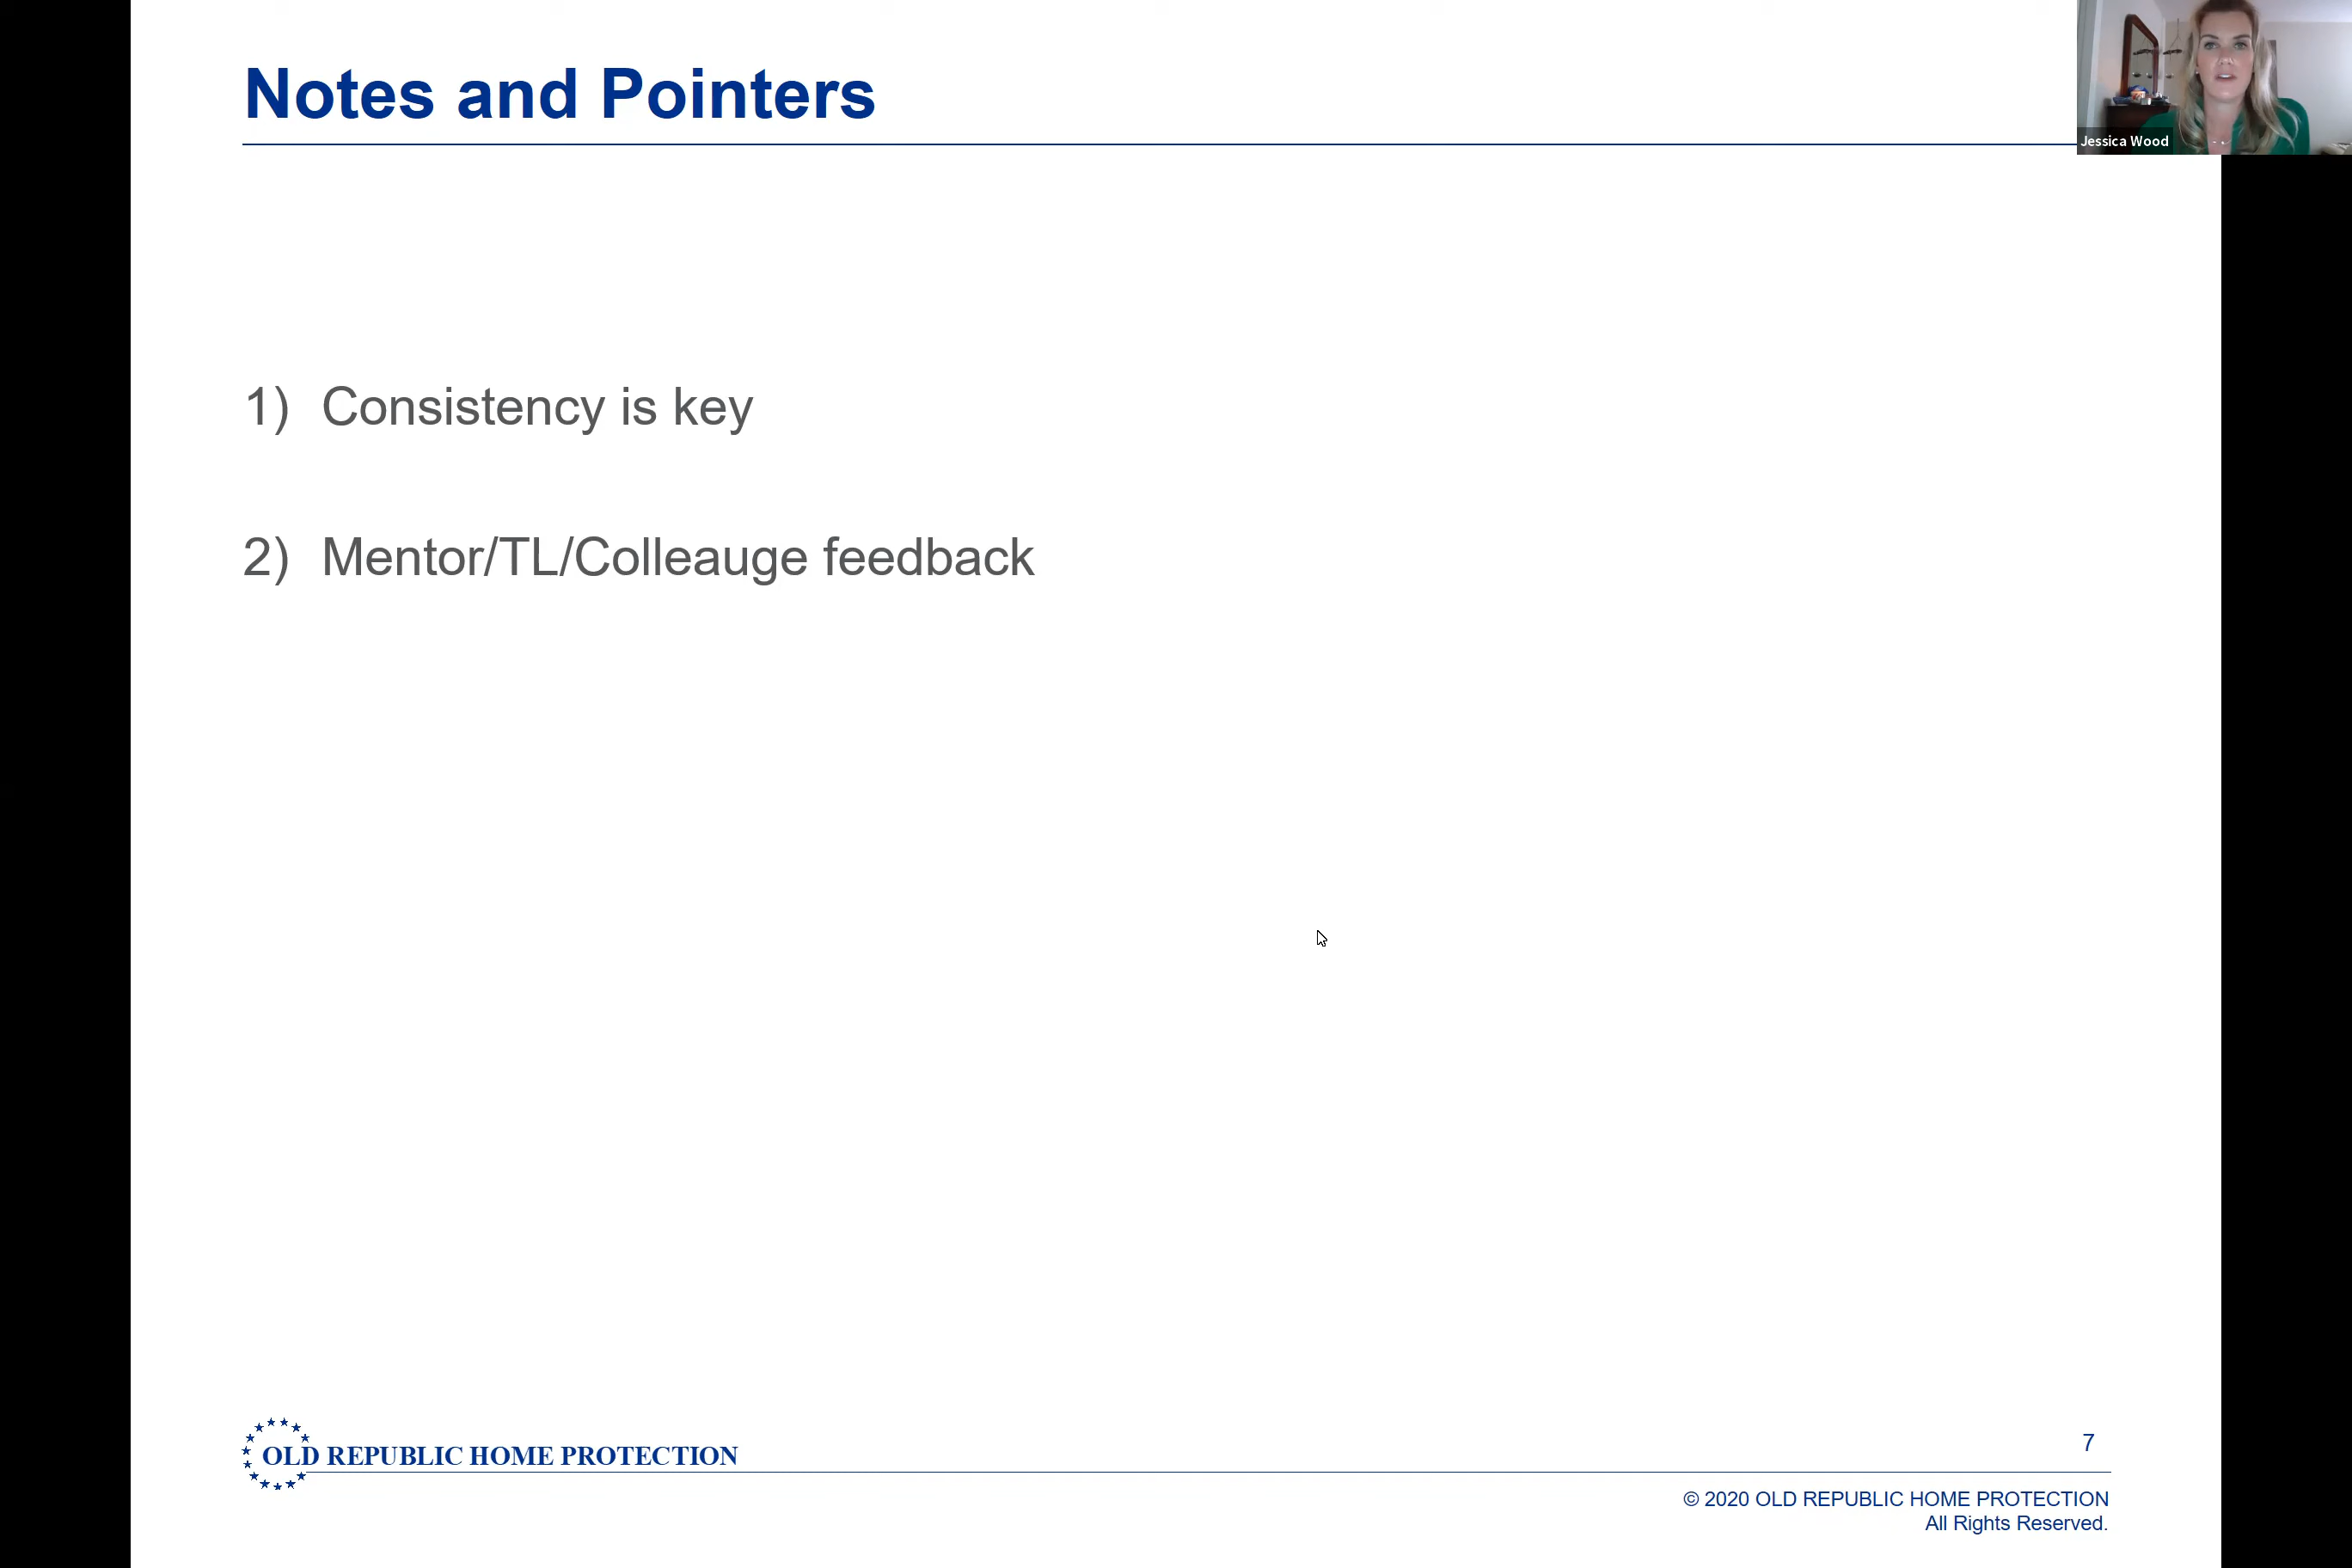 Notes and Pointers
Jessica Wood
1) Consistency is key
2) Mentor/TL/Colleauge feedback
OLD REPUBLIC HOME PROTECTION
7
© 2020 OLD REPUBLIC HOME PROTECTION
All Rights Reserved.